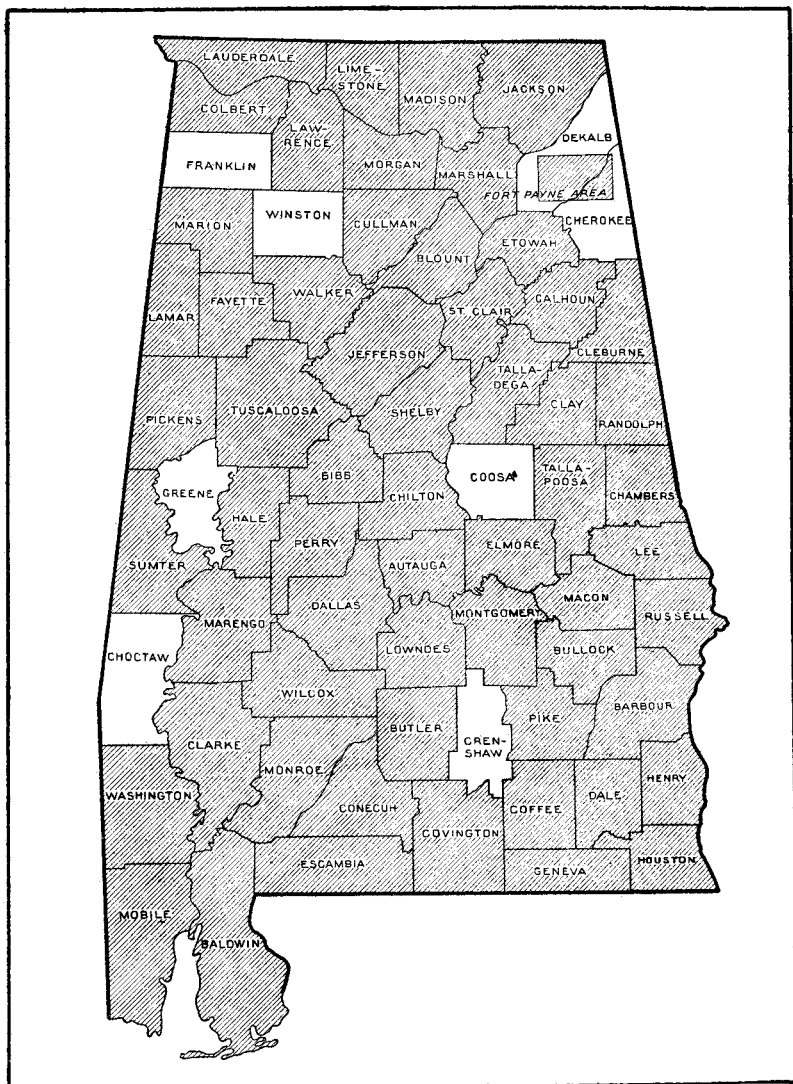 LAUDERDALE
LIME-
STONE
MADISON
JACKSON
COLBERT
LAW-
RENCE
DEKALB
FRANKLIN
MORGAN
MARSHALL
FORT PAYNE AREA
MARION
WINSTON
CULLMAN
CHEROKEE
ETOWAH
BLOUNT
LAMAR
FAYETTE
WALKER
ST. CLAIR
CALHOUN
JEFFERSON
CLEBURNE
TALLA-
DEGA
PICKENS
TUSCALOOSA
SHELBY
CLAY
RANDOLPH
GREENE
BIBB
COOSA
TALLA-
POOSA
CHILTON
CHAMBERS
HALE
PERRY
ELMORE
LEE
SUMTER
AUTAUGA
MACON
DALLAS
MONTGOMERY
RUSSELL
MARENGO
LOWNDES
BULLOCK
CHOCTAW
WILCOX
BARBOUR
CLARKE
BUTLER
CREN-
SHAW
PIKE
MONROE
HENRY
WASHINGTON
CONECUH
COFFEE
DALE
COVINGTON
ESCAMBIA
HOUSTON
GENEVA
MOBILE
BALDWIN